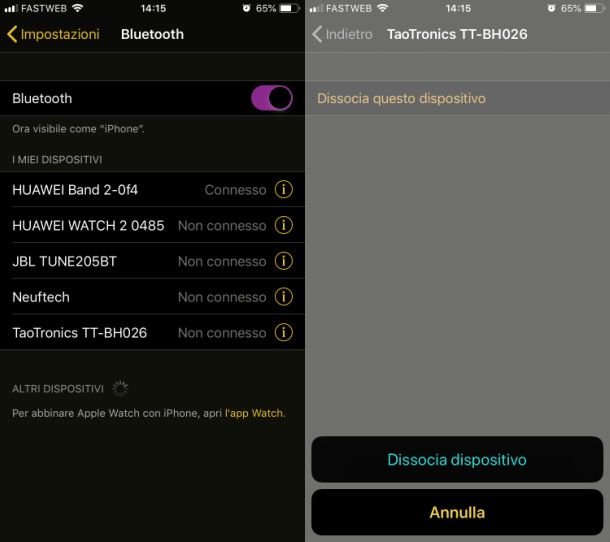 FASTWEB 14:15 65%
Impostazioni Bluetooth
Bluetooth
Ora visibile come “iPhone”.
I MIEI DISPOSITIVI
HUAWEI Band 2-0f4 Connesso
HUAWEI WATCH 2 0485 Non connesso
JBL TUNE205BT Non connesso
Neuftech Non connesso
TaoTronics TT-BH026 Non connesso
ALTRI DISPOSITIVI
Per abbinare Apple Watch con iPhone, apri l'app Watch.
FASTWEB 14:15 65%
Indietro TaoTronics TT-BH026
Dissocia questo dispositivo
Dissocia dispositivo
Annulla